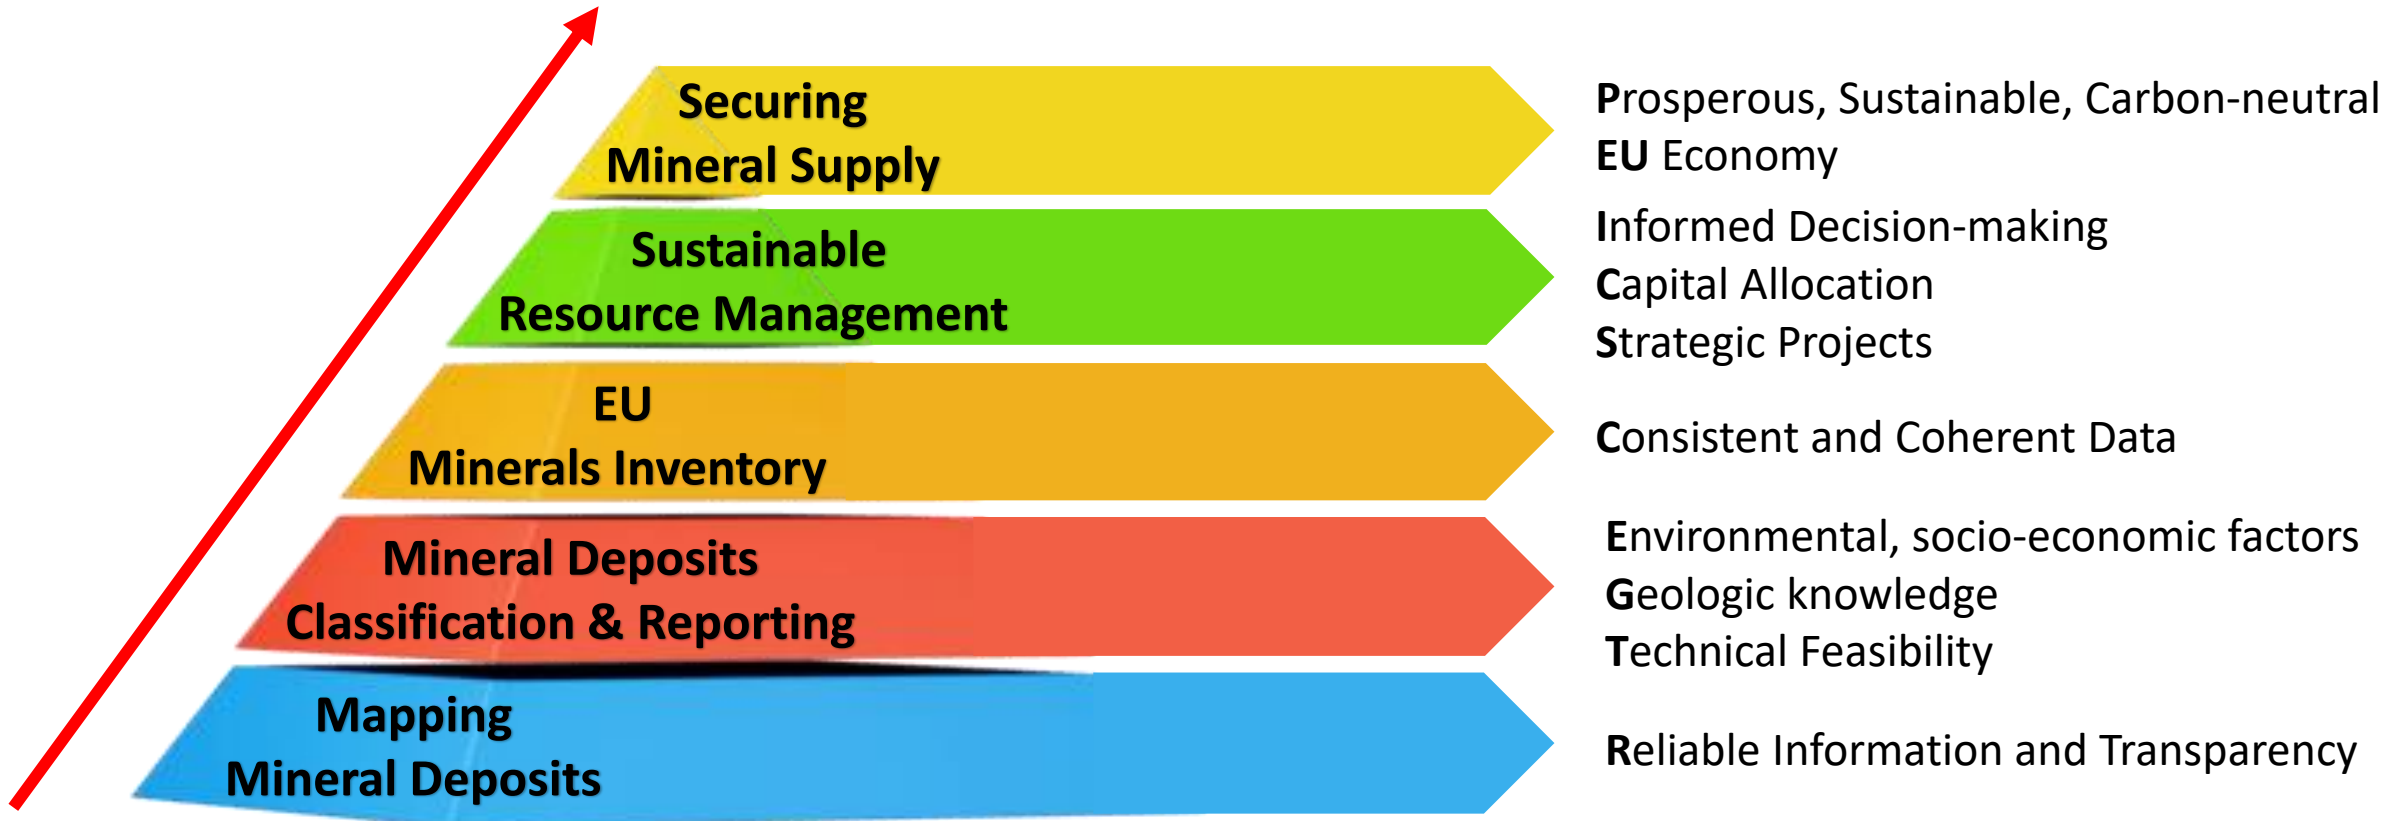 Securing
Mineral Supply
Prosperous, Sustainable, Carbon-neutral
EU Economy
Sustainable
Resource Management
Informed Decision-making
Capital Allocation
Strategic Projects
EU
Minerals Inventory
Consistent and Coherent Data
Mineral Deposits
Classification & Reporting
Environmental, socio-economic factors
Geologic knowledge
Technical Feasibility
Mapping
Mineral Deposits
Reliable Information and Transparency